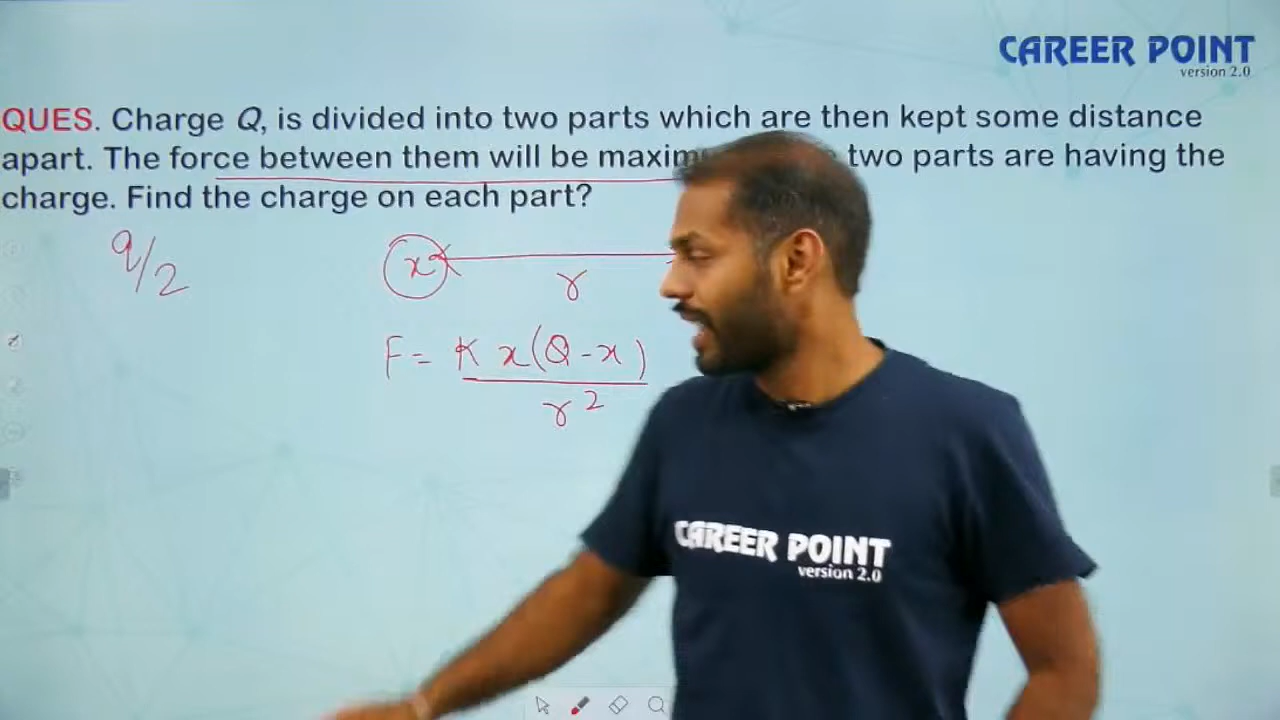 CAREER POINT
version 2.0
QUES. Charge Q, is divided into two parts which are then kept some distance
apart. The force between them will be two parts are having the
charge. Find the charge on each part?
q/2
x
r
F = K x(Q-x)
r²
CAREER POINT
version 2.0